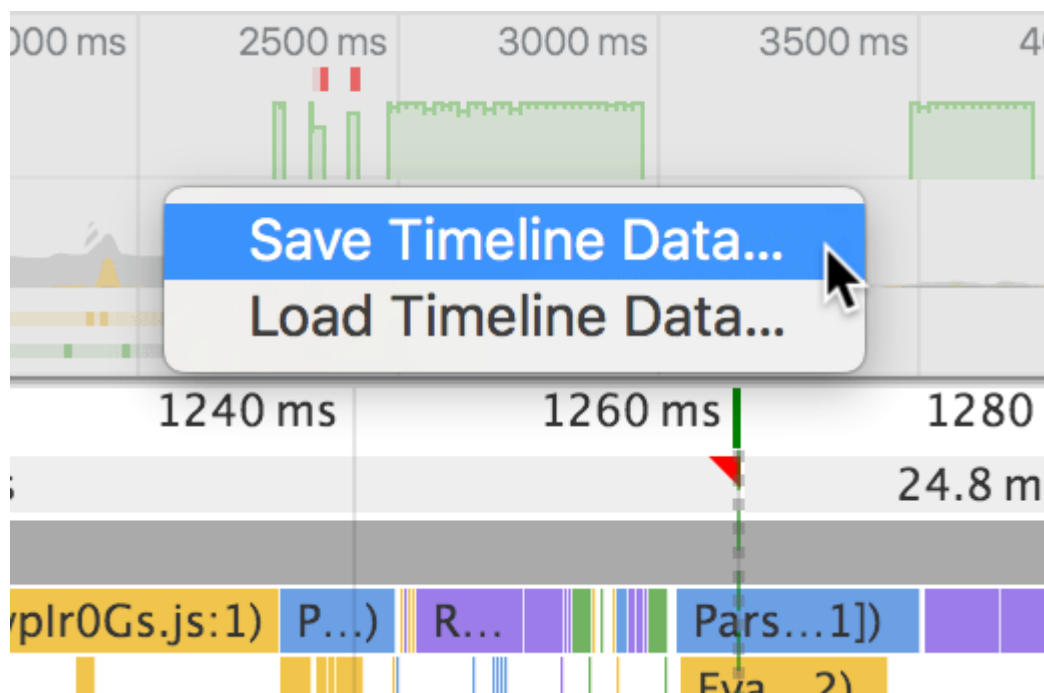 000 ms 2500 ms 3000 ms 3500 ms
Save Timeline Data...
Load Timeline Data...
1240 ms 1260 ms 1280
24.8 m
ypIr0Gs.js:1) P...) R... Pars...1])
Eva...2)